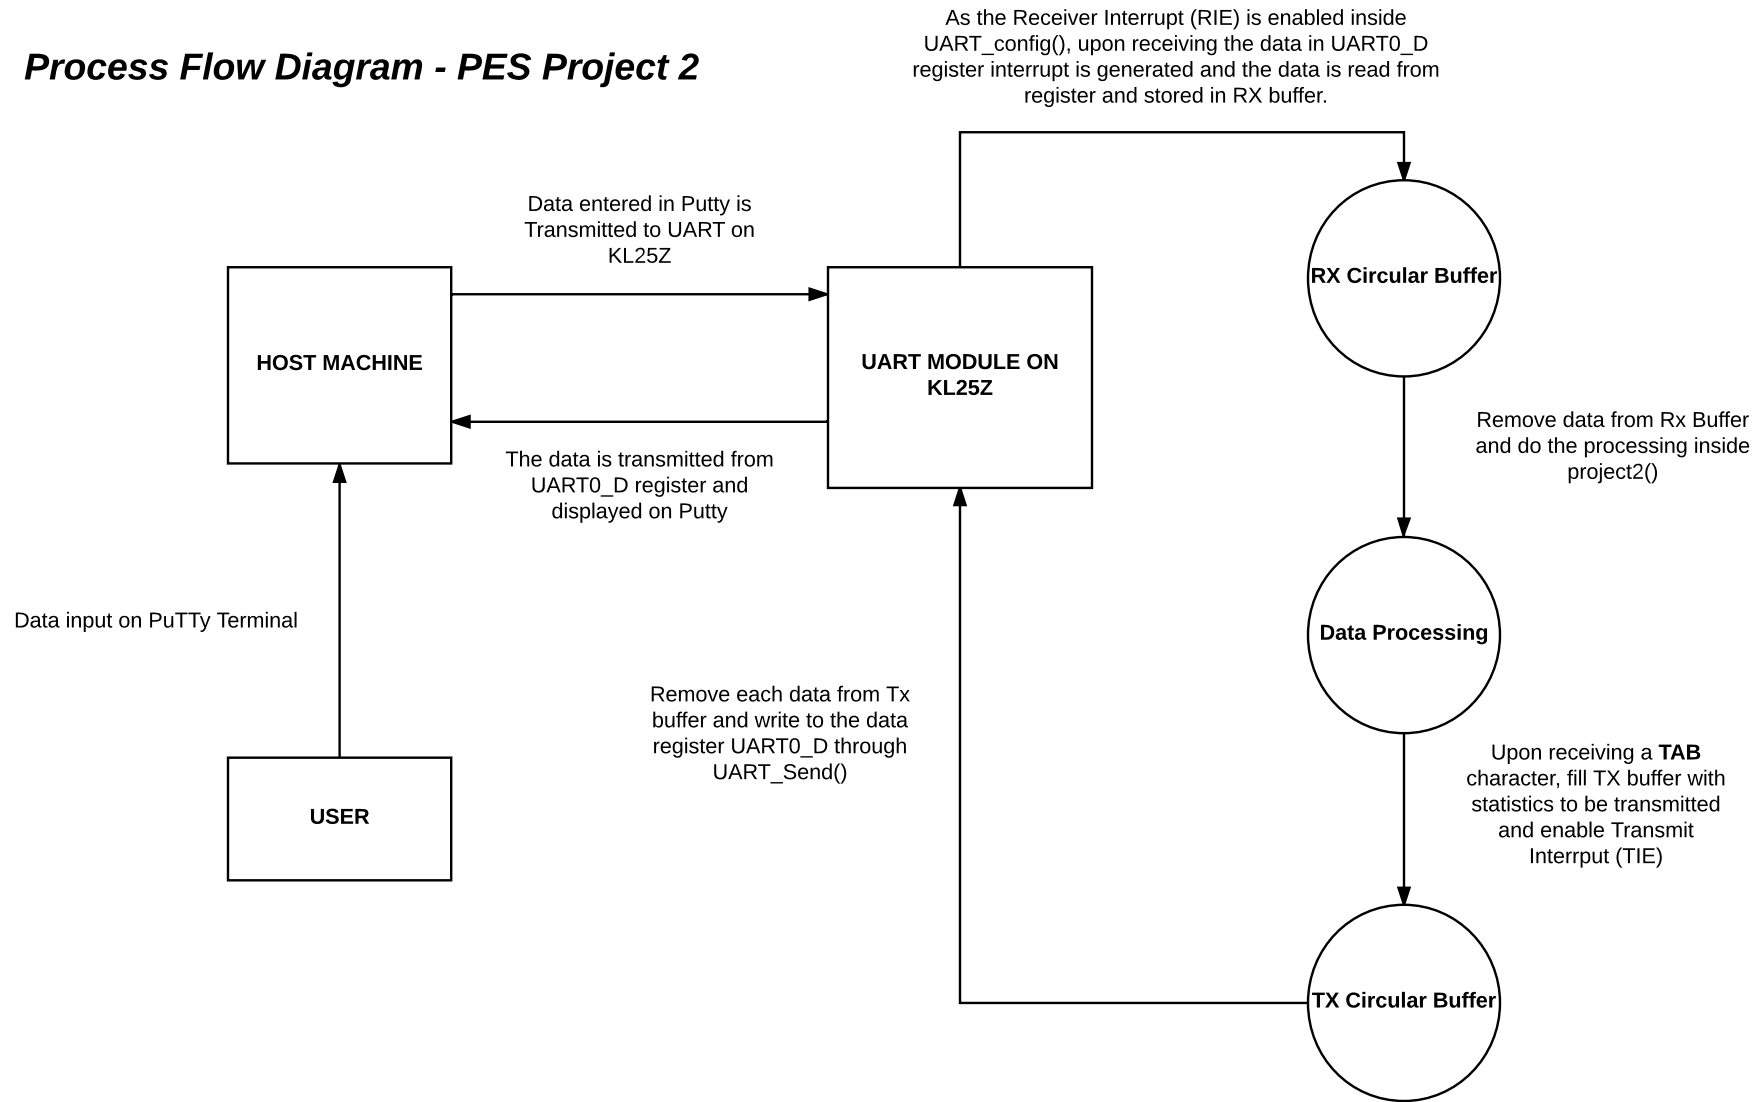 Process Flow Diagram - PES Project 2
As the Receiver Interrupt (RIE) is enabled inside
UART_config(), upon receiving the data in UART0_D
register interrupt is generated and the data is read from
register and stored in RX buffer.
Data entered in Putty is
Transmitted to UART on
KL25Z
HOST MACHINE
UART MODULE ON
KL25Z
RX Circular Buffer
The data is transmitted from
UART0_D register and
displayed on Putty
Remove data from Rx Buffer
and do the processing inside
project2()
Data input on PuTTy Terminal
Data Processing
Remove each data from Tx
buffer and write to the data
register UART0_D through
UART_Send()
Upon receiving a TAB
character, fill TX buffer with
statistics to be transmitted
and enable Transmit
Interrput (TIE)
USER
TX Circular Buffer